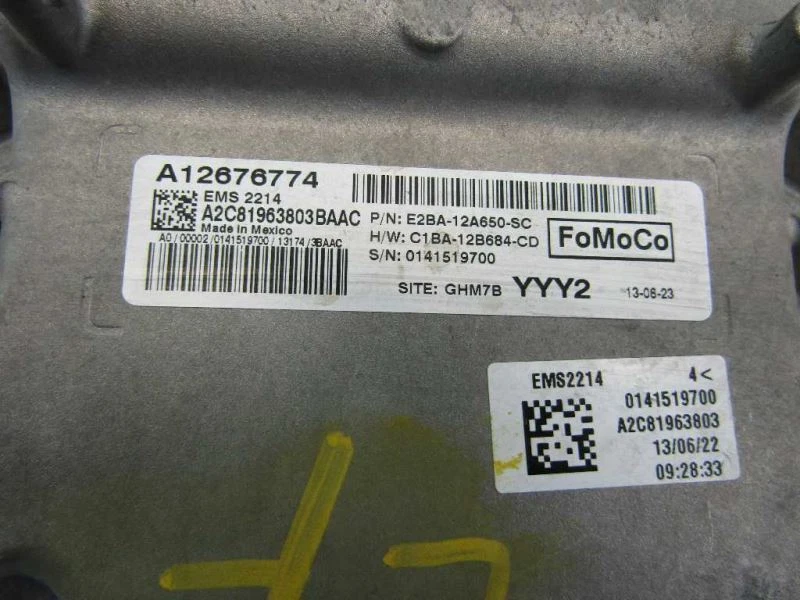 A12676774
EMS 2214
A2C81963803BAAC
Made in Mexico
A0 / 00002 / 0141519700 / 13174 / 3BAAC
P/N: E2BA-12A650-SC
H/W: C1BA-12B684-CD
S/N: 0141519700
FoMoCo
SITE: GHM7B YYY2 13-06-23
EMS2214 4<
0141519700
A2C81963803
13/06/22
09:28:33